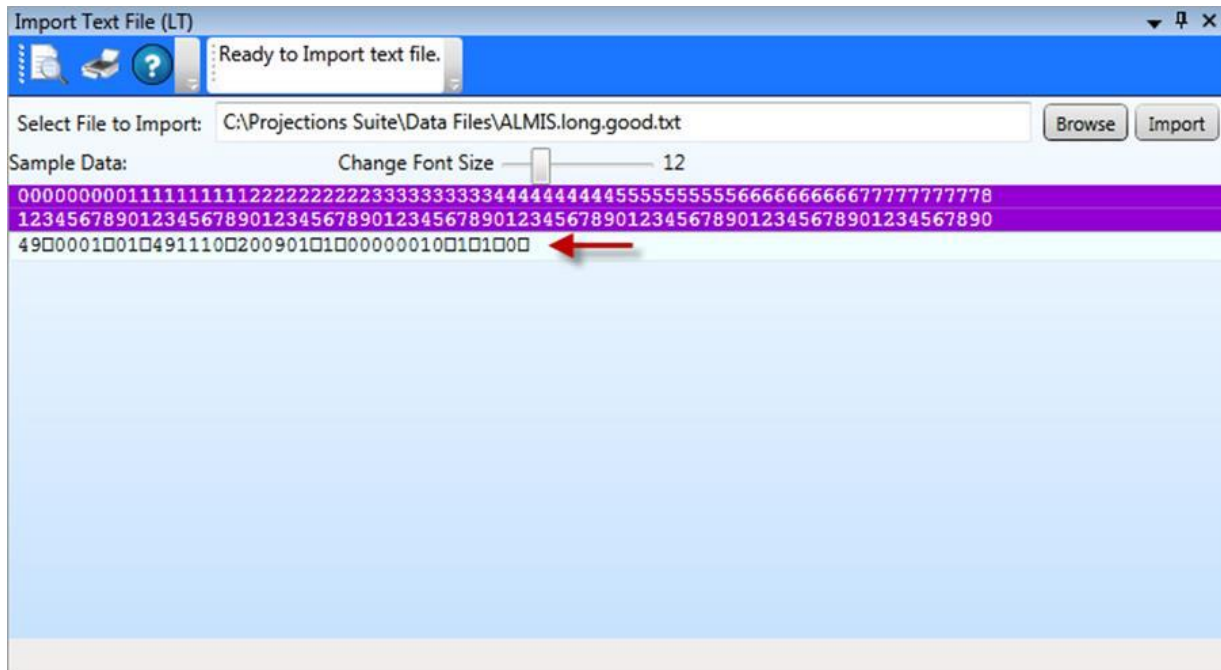 Import Text File (LT)
Ready to Import text file.
Select File to Import: C:\Projections Suite\Data Files\ALMIS.long.good.txt Browse Import
Sample Data: Change Font Size 12
00000000011111111112222222222333333333344444444445555555555666666666677777777778
12345678901234567890123456789012345678901234567890123456789012345678901234567890
49□0001□01□491110□200901□1□00000010□1□1□0□